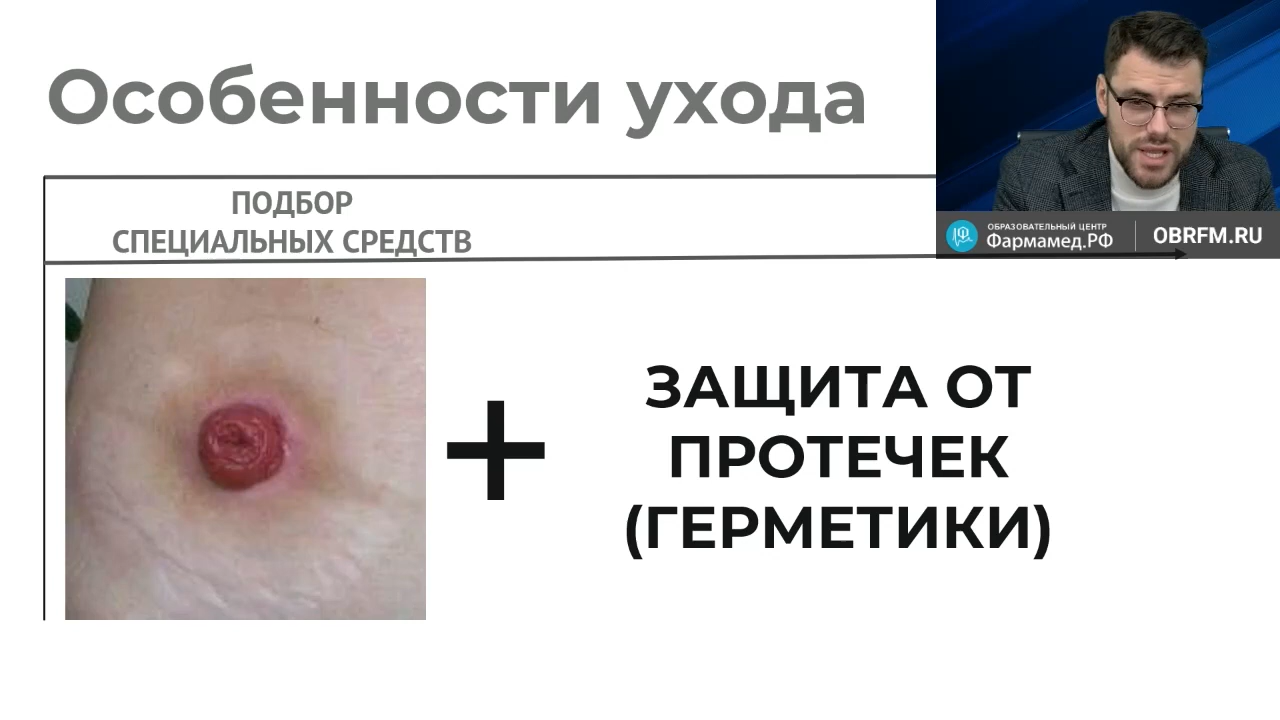 Особенности ухода
ПОДБОР
СПЕЦИАЛЬНЫХ СРЕДСТВ
ОБРАЗОВАТЕЛЬНЫЙ ЦЕНТР
Фармамед.РФ
OBRFM.RU
ЗАЩИТА ОТ
ПРОТЕЧЕК
(ГЕРМЕТИКИ)